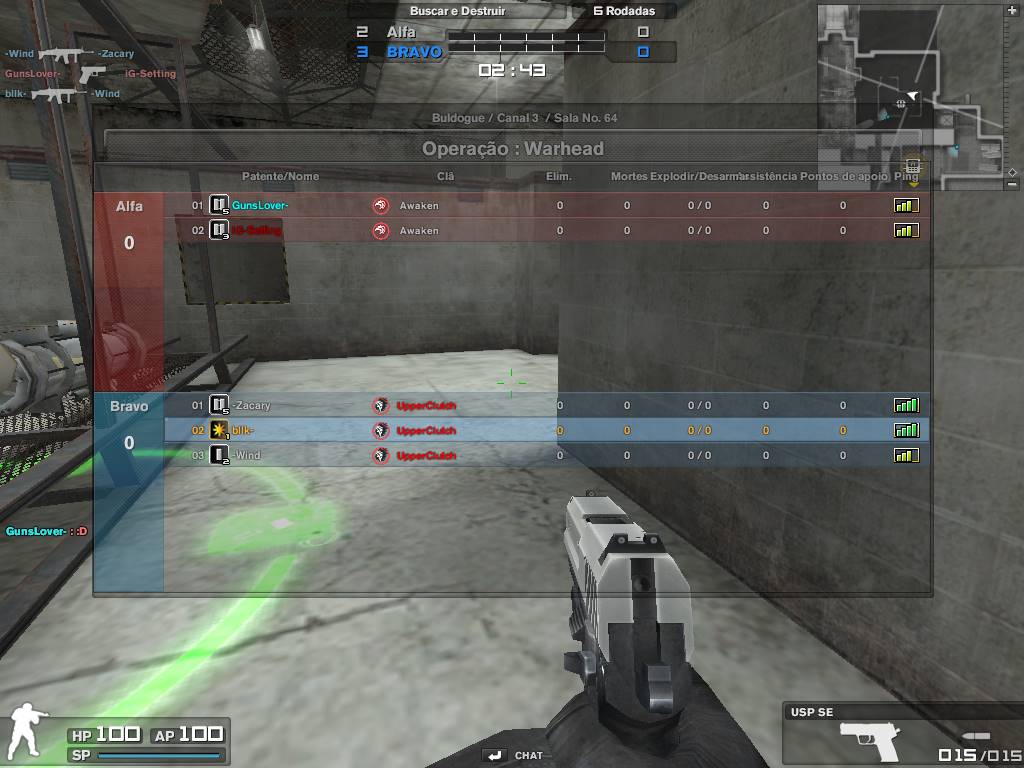 Buscar e Destruir 6 Rodadas
2 Alfa 0
3 BRAVO 0
02:43
-Wind -Zacary
GunsLover- IG-Setting
bllk- -Wind
Buldogue / Canal 3 / Sala No. 64
Operação : Warhead
Patente/Nome Clã Elim. Mortes Explodir/Desarmar Assistência Pontos de apoio Ping
Alfa
0
01 GunsLover- Awaken 0 0 0 / 0 0 0
02 IG-Setting Awaken 0 0 0 / 0 0 0
Bravo
0
01 -Zacary UpperClutch 0 0 0 / 0 0 0
02 bllk- UpperClutch 0 0 0 / 0 0 0
03 -Wind UpperClutch 0 0 0 / 0 0 0
GunsLover- : :D
HP 100 AP 100
SP
CHAT
USP SE
015/015